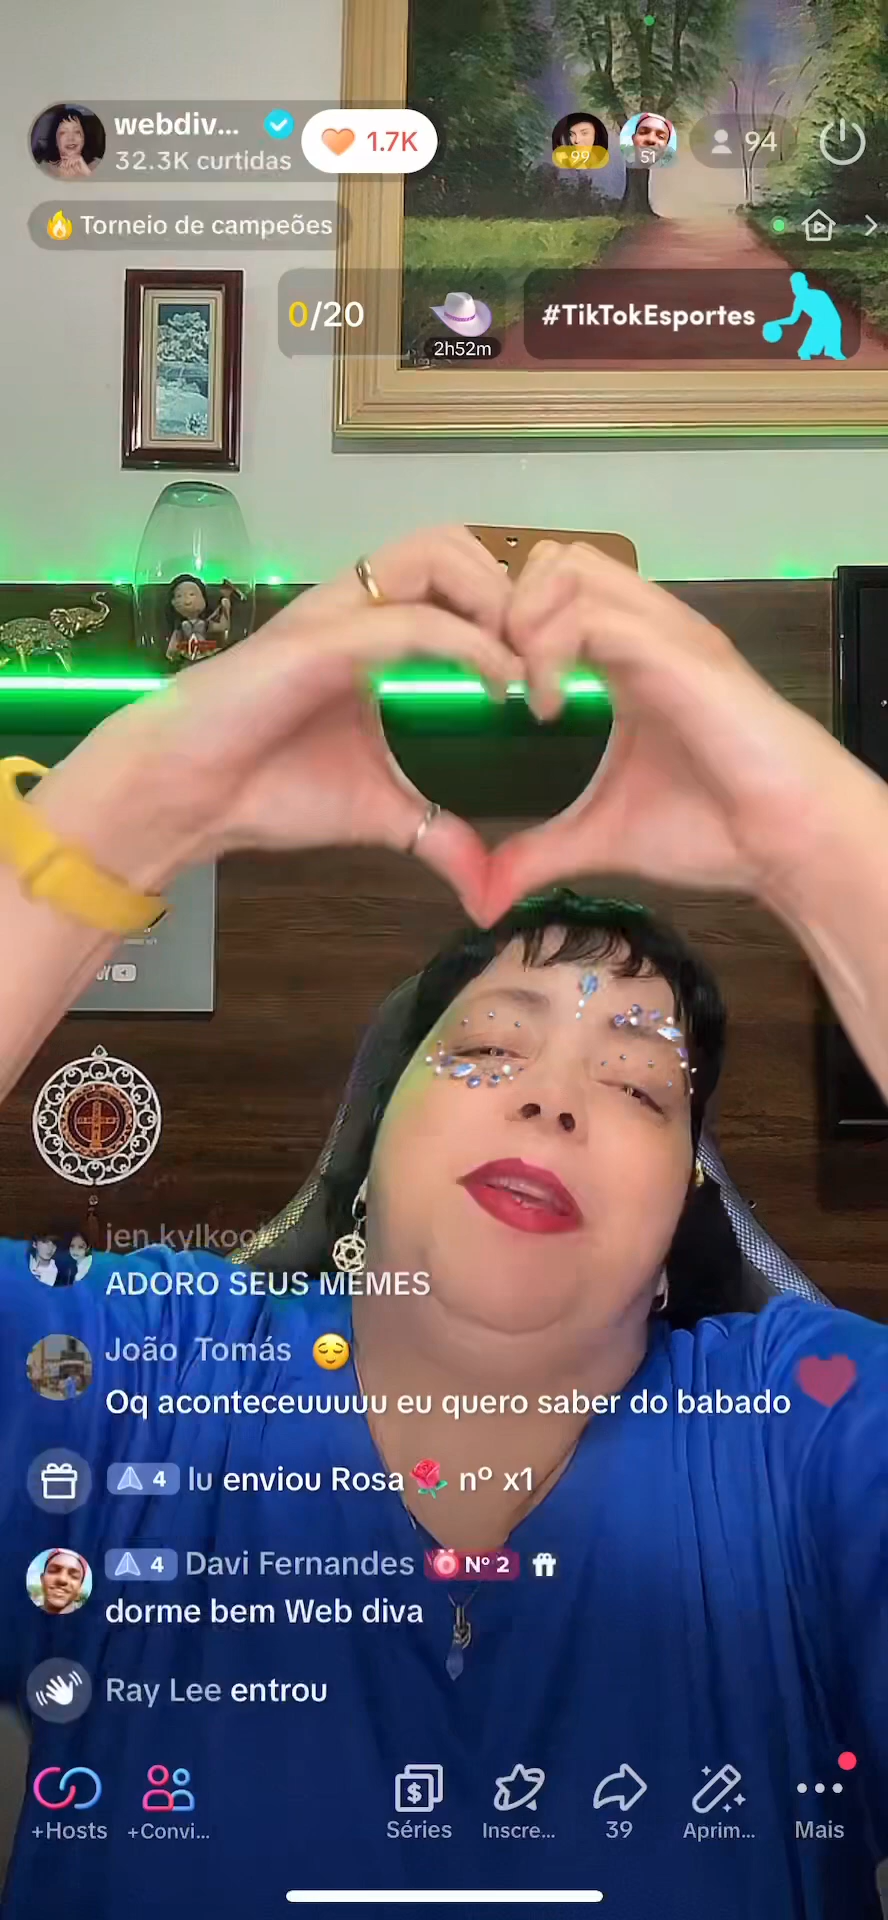 webdiv...
32.3K curtidas
1.7K
99
51
94
Torneio de campeões
0/20
2h52m
#TikTokEsportes
jen.kylkoo
ADORO SEUS MEMES
João Tomás 😌
Oq aconteceuuuuu eu quero saber do babado
4 lu enviou Rosa🌹 nº x1
4 Davi Fernandes Nº 2
dorme bem Web diva
Ray Lee entrou
+Hosts
+Convi...
Séries
Inscre...
39
Aprim...
Mais